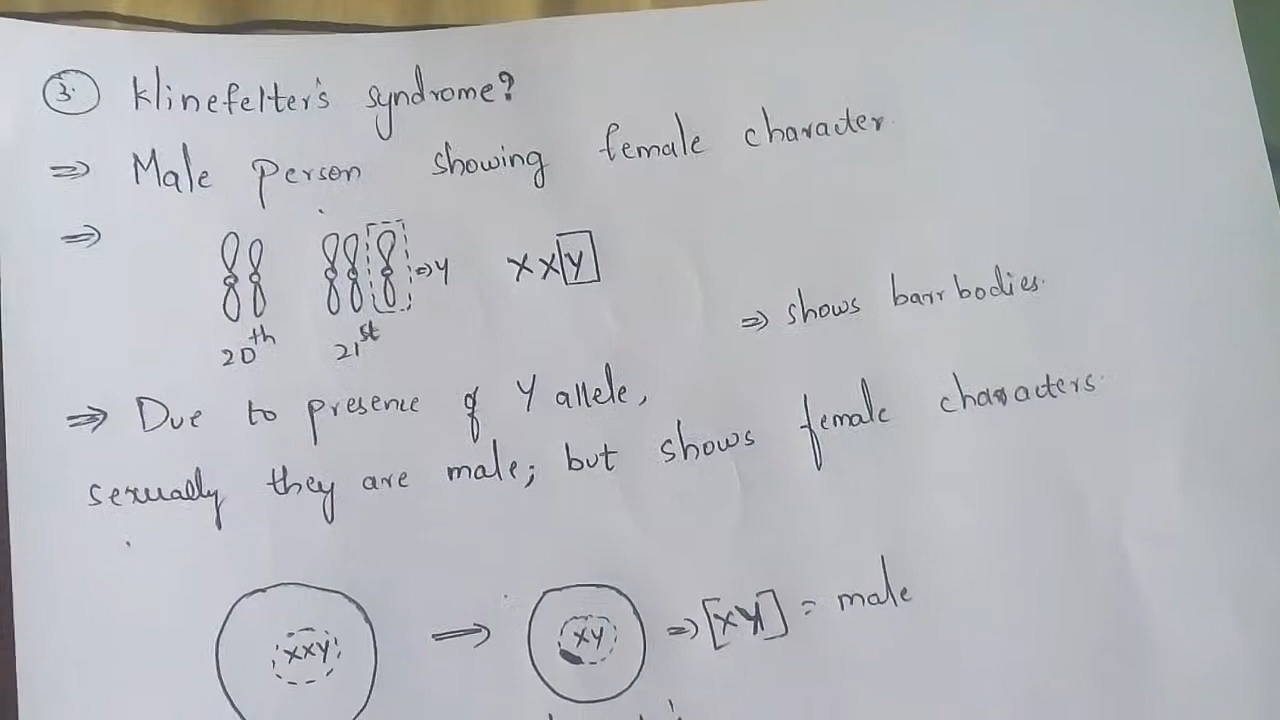 3. Klinefelter's syndrome?
⇒ Male person showing female character.
⇒ ⇒ Y XX Y
20th 21st
⇒ shows barr bodies.
⇒ Due to presence of Y allele,
sexually they are male; but shows female characters.
XXY ⇒ XY ⇒ [XY] = male